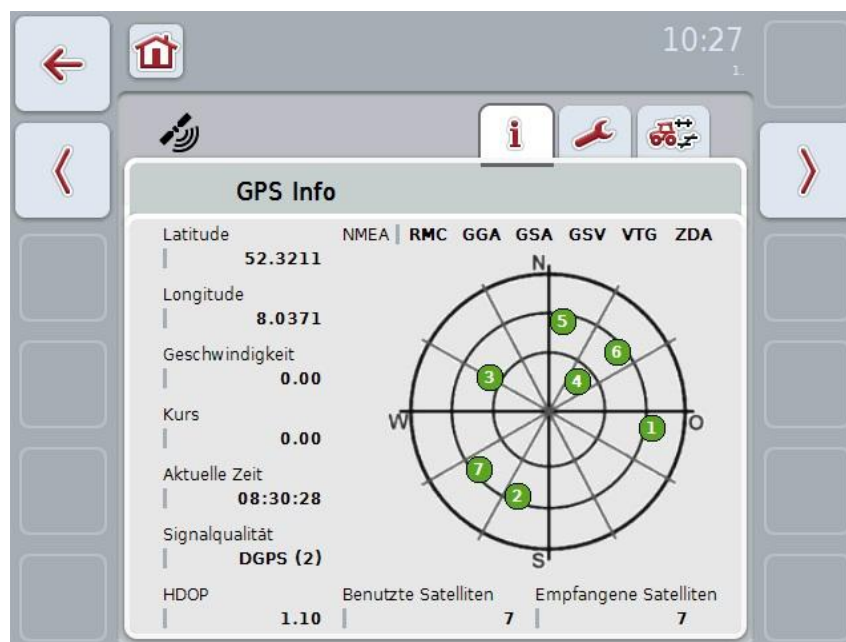 10:27
1.
i
GPS Info
Latitude
52.3211
NMEA RMC GGA GSA GSV VTG ZDA
Longitude
8.0371
Geschwindigkeit
0.00
Kurs
0.00
Aktuelle Zeit
08:30:28
Signalqualität
DGPS (2)
HDOP
1.10
N
5
6
3
4
W
O
1
7
2
S
Benutzte Satelliten
7
Empfangene Satelliten
7